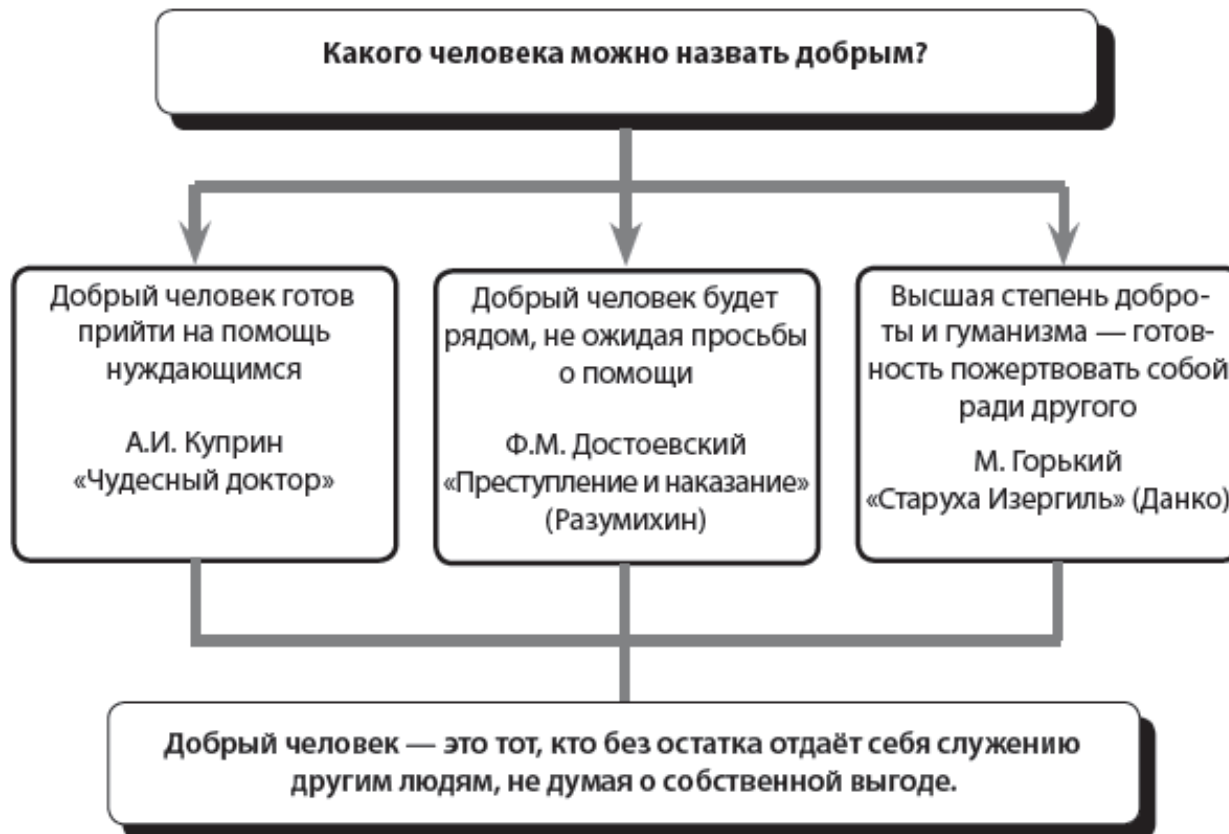 Какого человека можно назвать добрым?
Добрый человек готов
прийти на помощь
нуждающимся
А.И. Куприн
«Чудесный доктор»
Добрый человек будет
рядом, не ожидая просьбы
о помощи
Ф.М. Достоевский
«Преступление и наказание»
(Разумихин)
Высшая степень добро-
ты и гуманизма — готов-
ность пожертвовать собой
ради другого
М. Горький
«Старуха Изергиль» (Данко)
Добрый человек — это тот, кто без остатка отдаёт себя служению
другим людям, не думая о собственной выгоде.